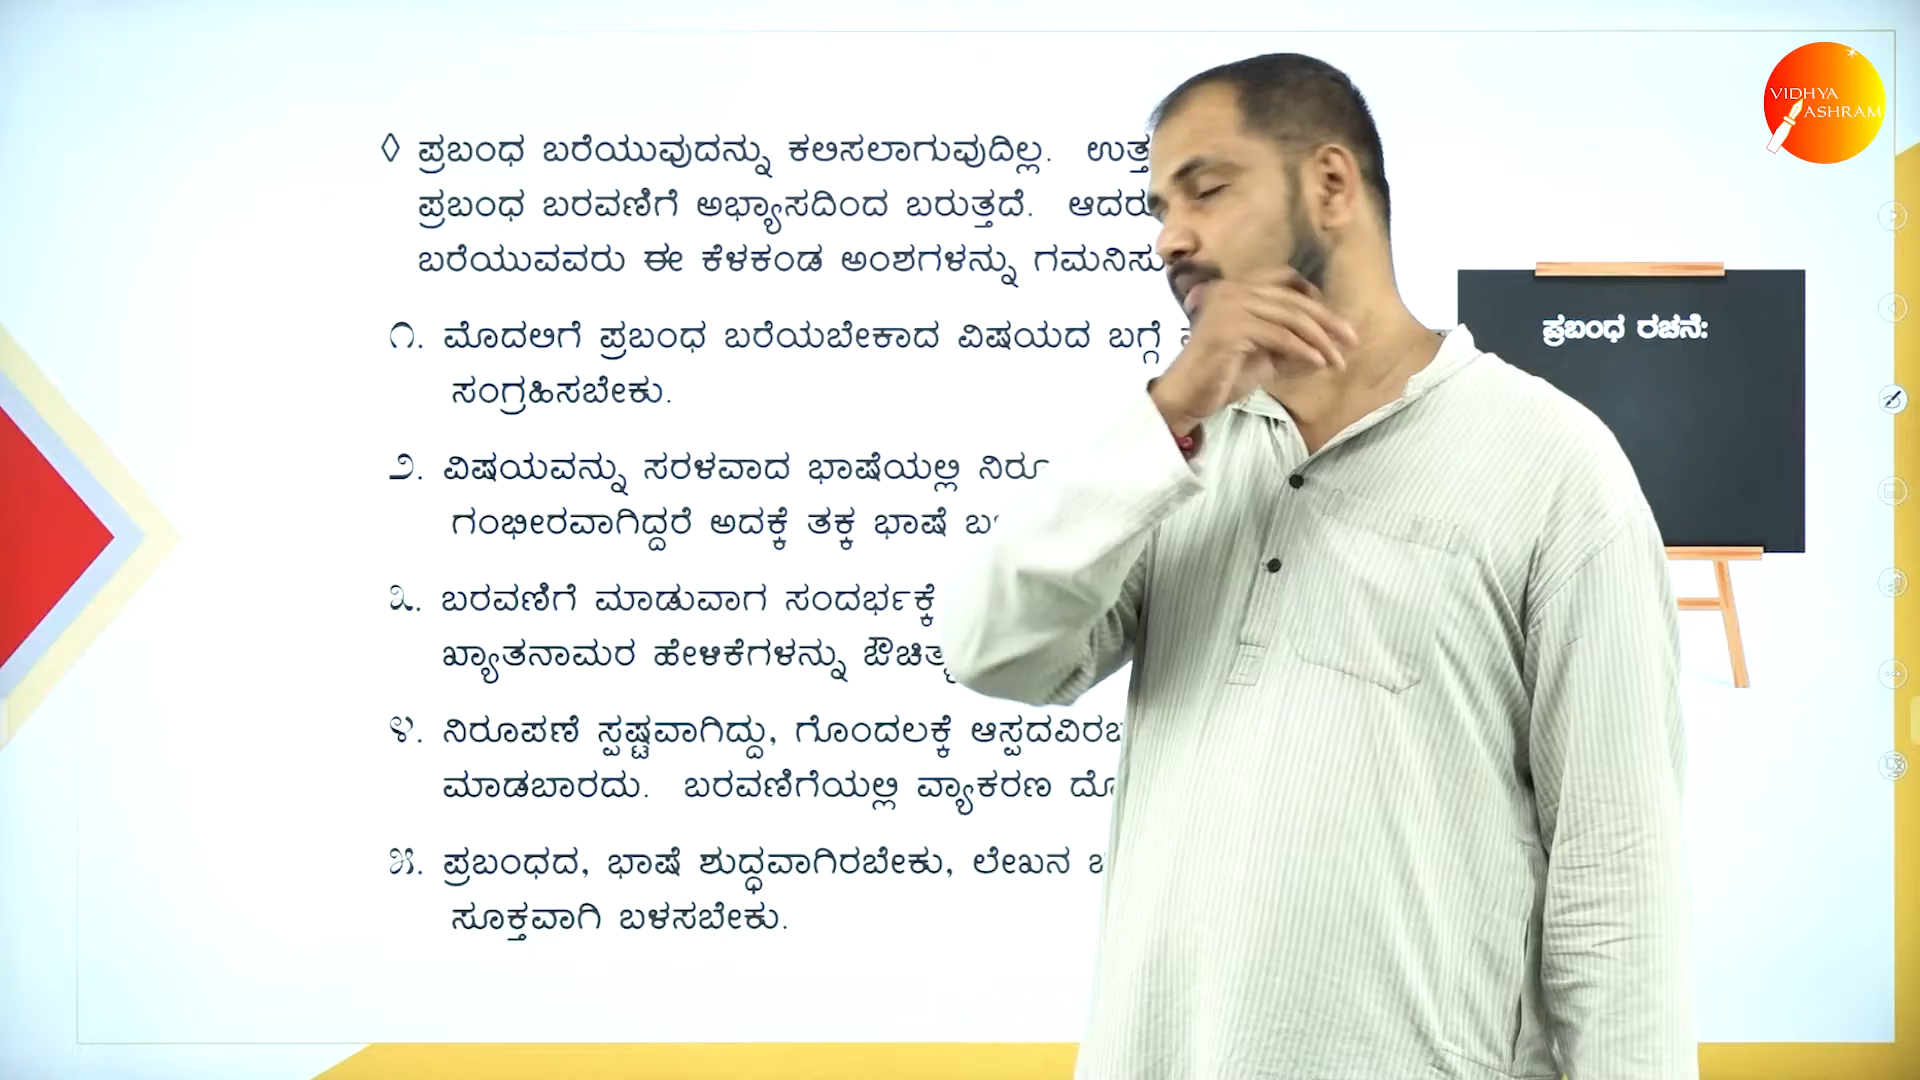 ◊ ಪ್ರಬಂಧ ಬರೆಯುವುದನ್ನು ಕಲಿಸಲಾಗುವುದಿಲ್ಲ.
ಪ್ರಬಂಧ ಬರವಣಿಗೆ ಅಭ್ಯಾಸದಿಂದ ಬರುತ್ತದೆ.
ಬರೆಯುವವರು ಈ ಕೆಳಕಂಡ ಅಂಶಗಳನ್ನು
೧. ಮೊದಲಿಗೆ ಪ್ರಬಂಧ ಬರೆಯಬೇಕಾದ ವಿಷಯದ ಬಗ್ಗೆ
ಸಂಗ್ರಹಿಸಬೇಕು.
೨. ವಿಷಯವನ್ನು ಸರಳವಾದ ಭಾಷೆಯಲ್ಲಿ
ಗಂಭೀರವಾಗಿದ್ದರೆ ಅದಕ್ಕೆ ತಕ್ಕ ಭಾಷೆ
೩. ಬರವಣಿಗೆ ಮಾಡುವಾಗ ಸಂದರ್ಭಕ್ಕೆ
ಖ್ಯಾತನಾಮರ ಹೇಳಿಕೆಗಳನ್ನು
೪. ನಿರೂಪಣೆ ಸ್ಪಷ್ಟವಾಗಿದ್ದು, ಗೊಂದಲಕ್ಕೆ
ಮಾಡಬಾರದು. ಬರವಣಿಗೆಯಲ್ಲಿ ವ್ಯಾಕರಣ
೫. ಪ್ರಬಂಧದ, ಭಾಷೆ ಶುದ್ಧವಾಗಿರಬೇಕು, ಲೇಖನ
ಸೂಕ್ತವಾಗಿ ಬಳಸಬೇಕು.
ಪ್ರಬಂಧ ರಚನೆ:
VIDHYA
ASHRAM